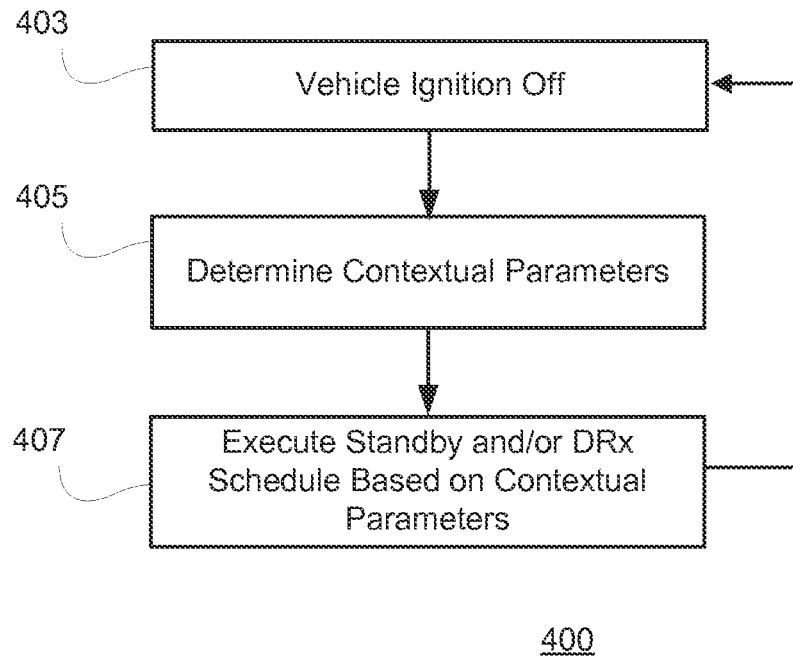 403
Vehicle Ignition Off
405
Determine Contextual Parameters
407
Execute Standby and/or DRx
Schedule Based on Contextual
Parameters
400